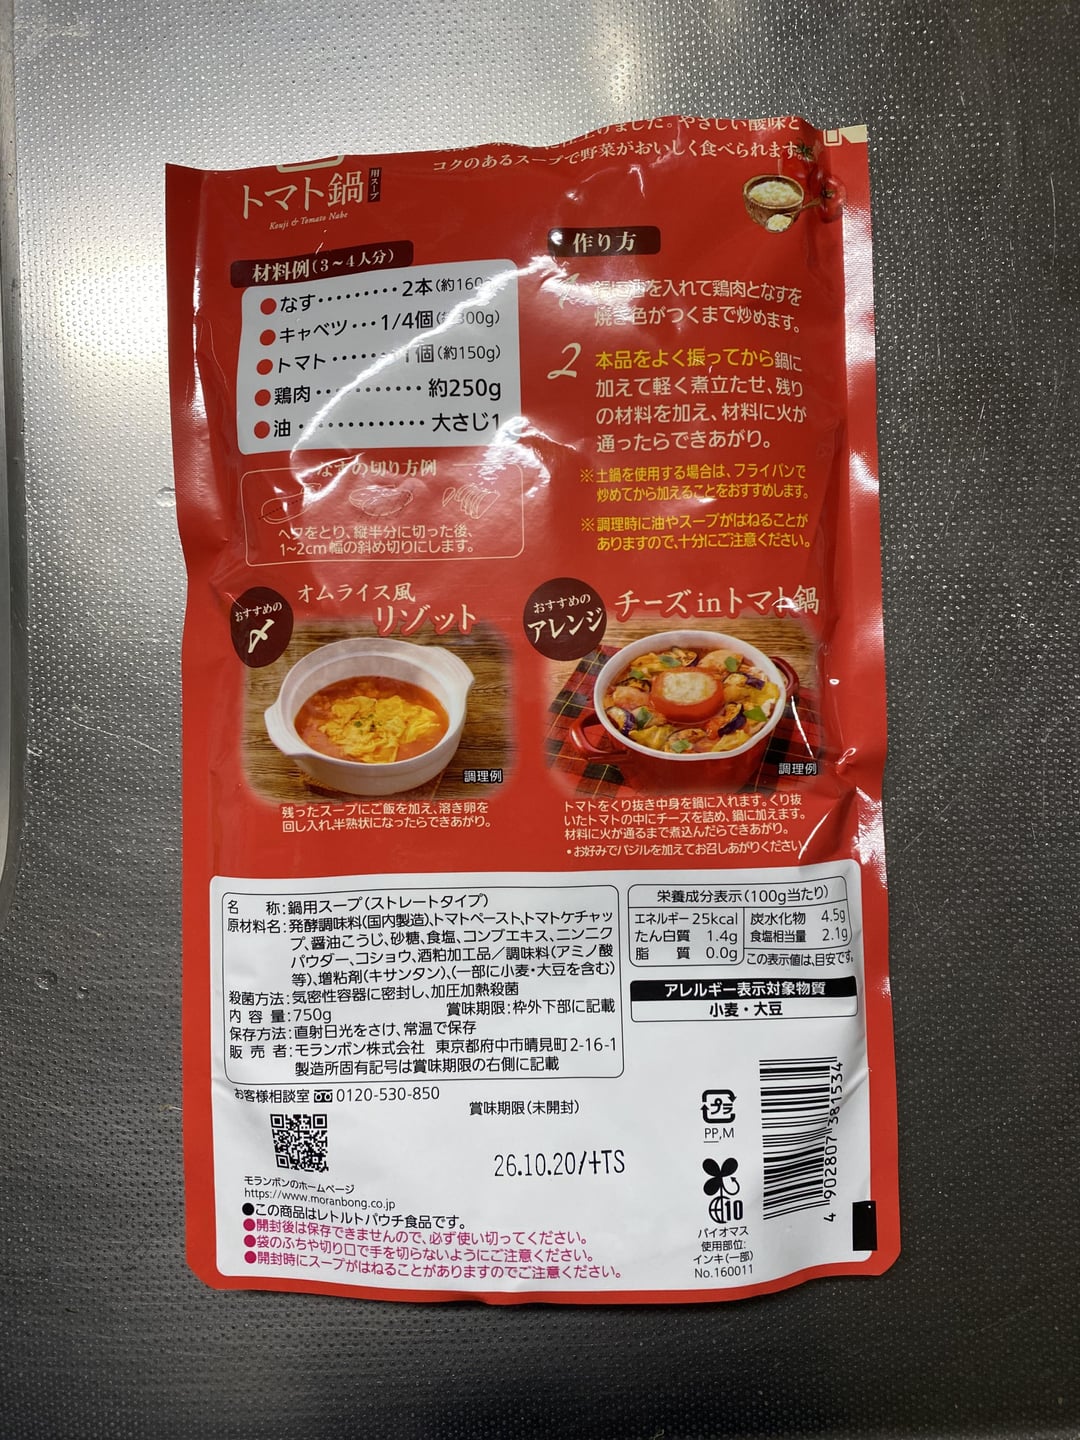 コクのあるスープで野菜がおいしく食べられます。
トマト鍋
用スープ
Kouji & Tomato Nabe
材料例(3~4人分)
●なす・・・・・・・・・2本(約160
●キャベツ・・・1/4個(約300g)
●トマト・・・・・・1個(約150g)
●鶏肉・・・・・・・・・・・・約250g
●油・・・・・・・・・・・・・大さじ1
なすの切り方例
ヘタをとり、縦半分に切った後、
1~2cm幅の斜め切りにします。
作り方
1 鍋に油を入れて鶏肉となすを
焼き色がつくまで炒めます。
2 本品をよく振ってから鍋に
加えて軽く煮立たせ、残り
の材料を加え、材料に火が
通ったらできあがり。
※土鍋を使用する場合は、フライパンで
炒めてから加えることをおすすめします。
※調理時に油やスープがはねることが
ありますので、十分にご注意ください。
おすすめの
〆
オムライス風
リゾット
調理例
残ったスープにご飯を加え、溶き卵を
回し入れ、半熟状になったらできあがり。
おすすめの
アレンジ
チーズinトマト鍋
調理例
トマトをくり抜き中身を鍋に入れます。くり抜
いたトマトの中にチーズを詰め、鍋に加えます。
材料に火が通るまで煮込んだらできあがり。
・お好みでバジルを加えてお召しあがりください。
名称:鍋用スープ(ストレートタイプ)
原材料名:発酵調味料(国内製造)、トマトペースト、トマトケチャッ
プ、醤油こうじ、砂糖、食塩、コンブエキス、ニンニク
パウダー、コショウ、酒粕加工品/調味料(アミノ酸
等)、増粘剤(キサンタン)、(一部に小麦・大豆を含む)
殺菌方法:気密性容器に密封し、加圧加熱殺菌
内容量:750g 賞味期限:枠外下部に記載
保存方法:直射日光をさけ、常温で保存
販売者:モランボン株式会社 東京都府中市晴見町2-16-1
製造所固有記号は賞味期限の右側に記載
栄養成分表示(100g当たり)
エネルギー 25kcal 炭水化物 4.5g
たん白質 1.4g 食塩相当量 2.1g
脂質 0.0g この表示値は、目安です。
アレルギー表示対象物質
小麦・大豆
お客様相談室 0120-530-850
賞味期限(未開封)
26.10.20/+TS
モランボンのホームページ
https://www.moranbong.co.jp
●この商品はレトルトパウチ食品です。
●開封後は保存できませんので、必ず使い切ってください。
●袋のふちや切り口で手を切らないようにご注意ください。
●開封時にスープがはねることがありますのでご注意ください。
プラ
PP,M
10
バイオマス
使用部位:
インキ(一部)
No.160011
4 902807 381534